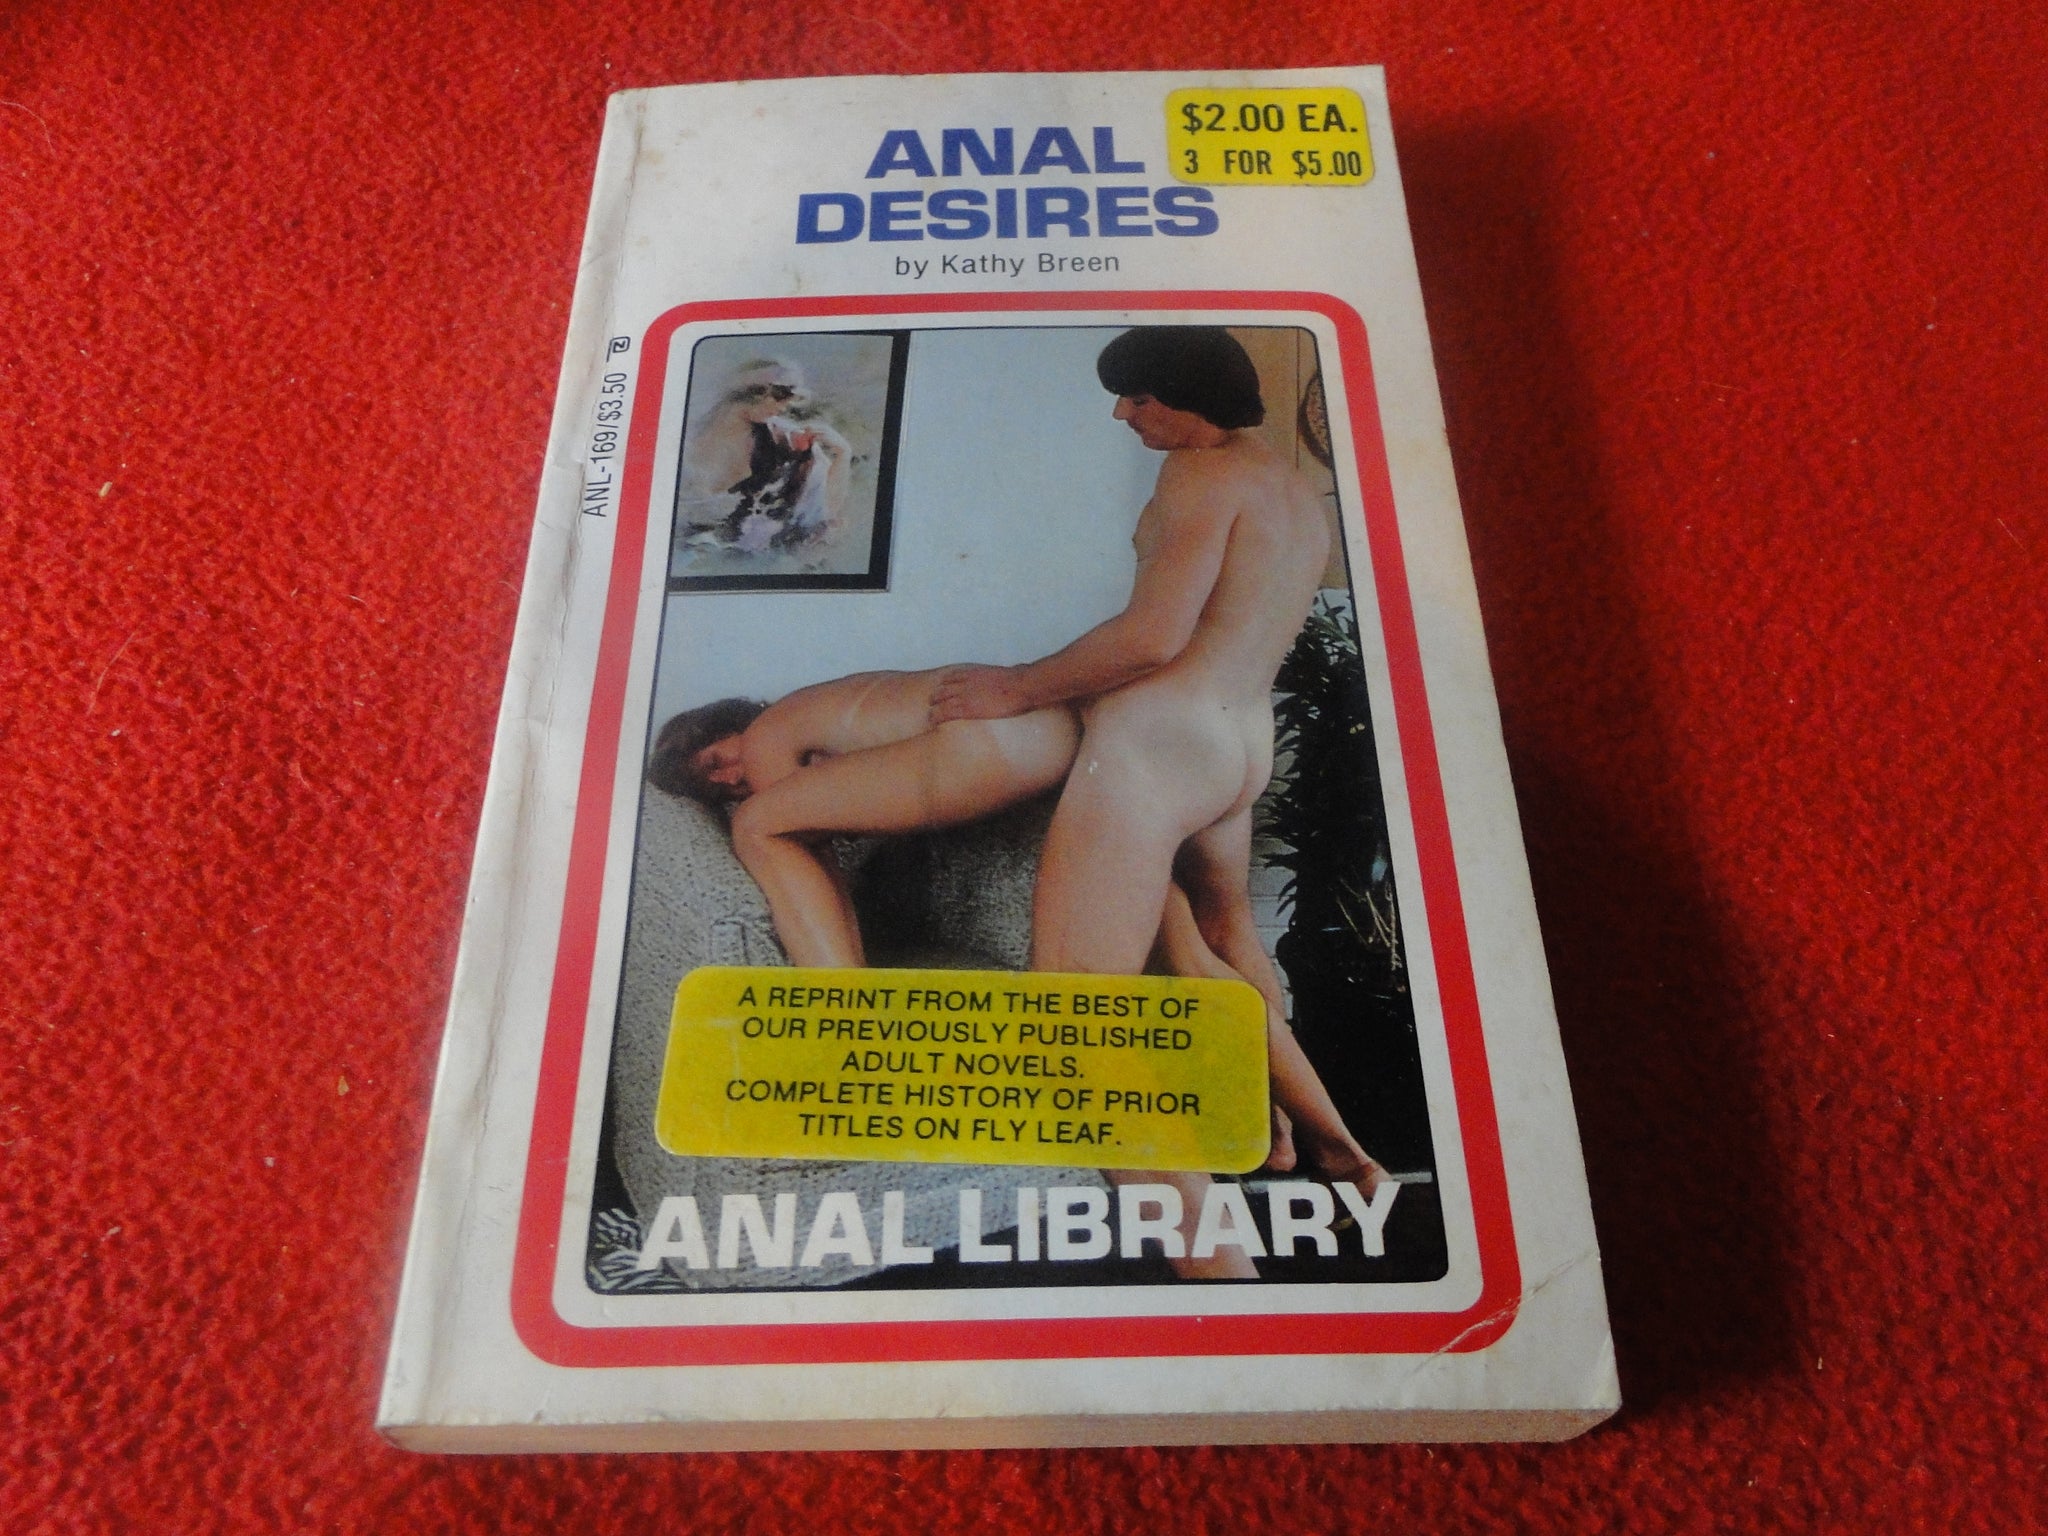 $2.00 EA.
3 FOR $5.00
ANAL
DESIRES
by Kathy Breen
ANL-169/$3.50
A REPRINT FROM THE BEST OF
OUR PREVIOUSLY PUBLISHED
ADULT NOVELS.
COMPLETE HISTORY OF PRIOR
TITLES ON FLY LEAF.
ANAL LIBRARY